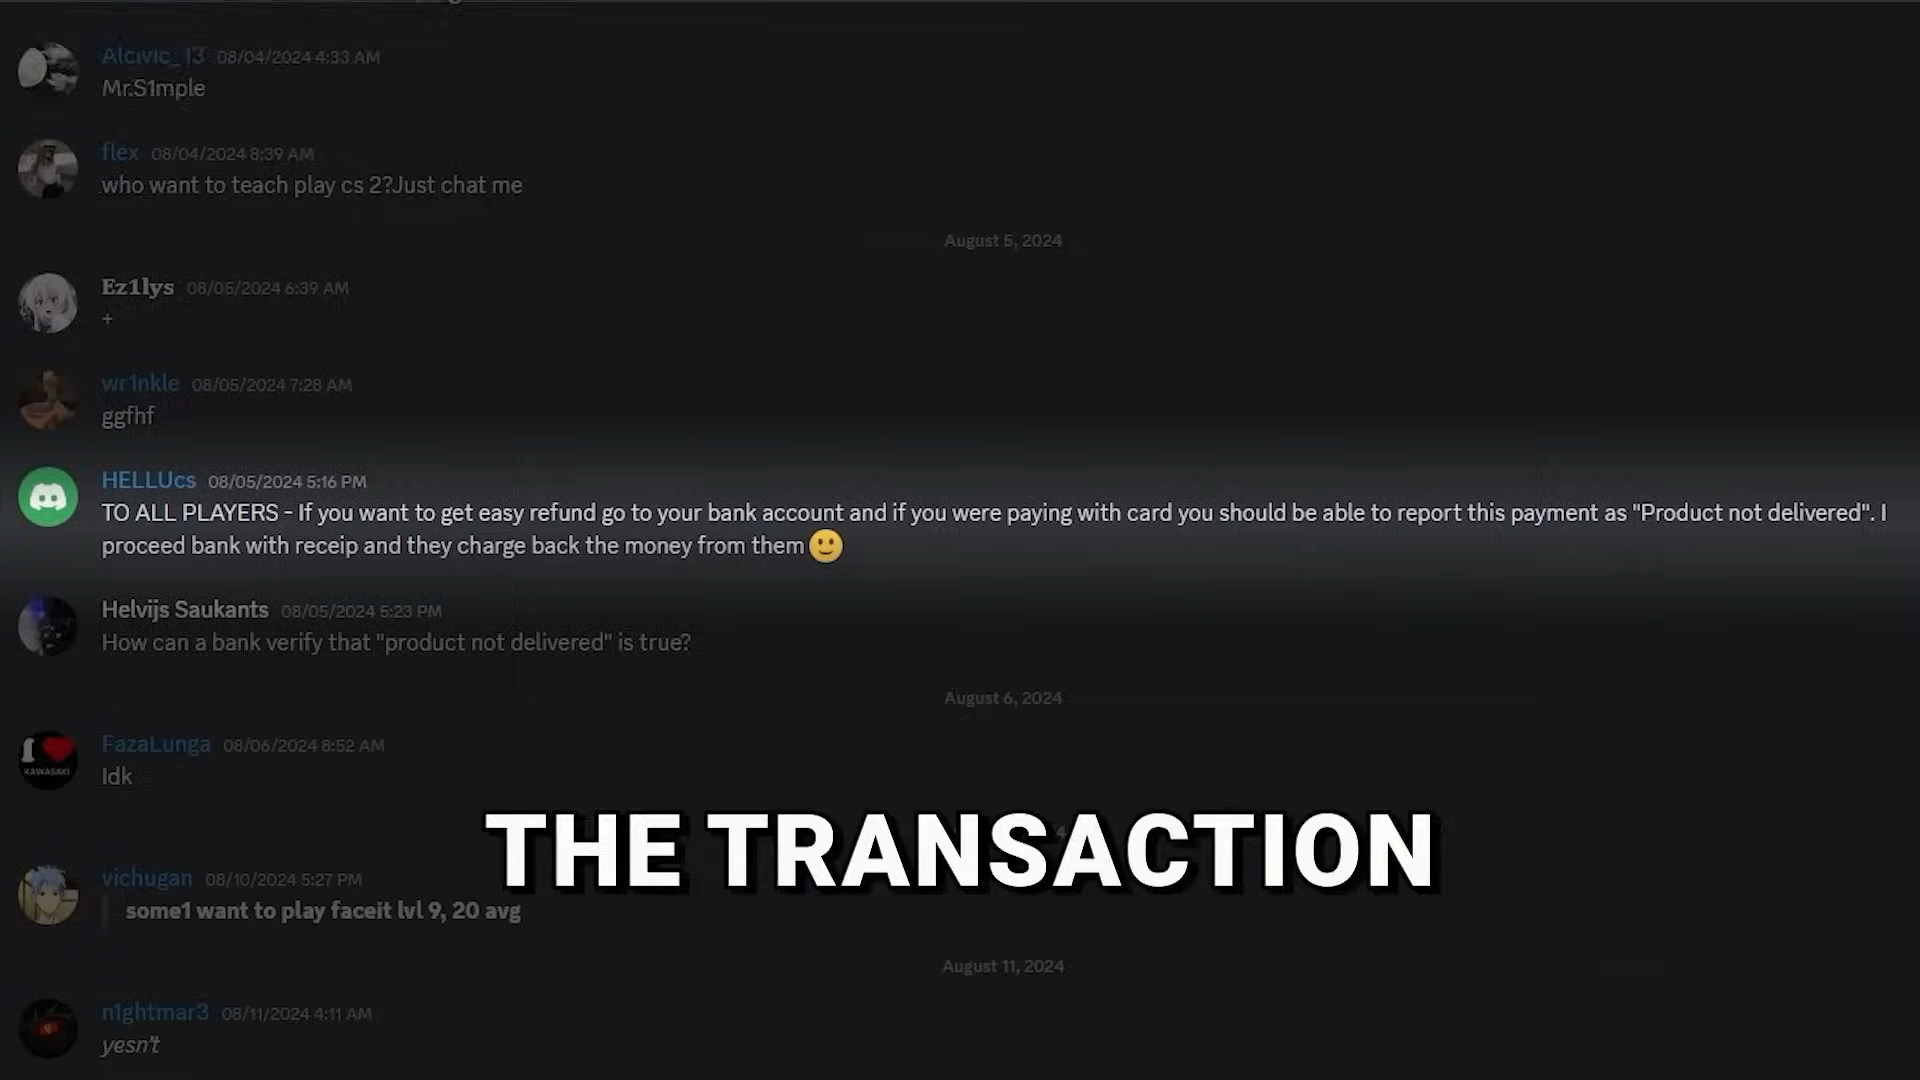 Alcivic_13 08/04/2024 4:33 AM
Mr.S1mple
flex 08/04/2024 8:39 AM
who want to teach play cs 2?Just chat me
August 5, 2024
Ez1lys 08/05/2024 6:39 AM
+
wr1nkle 08/05/2024 7:28 AM
ggfhf
HELLUcs 08/05/2024 5:16 PM
TO ALL PLAYERS - If you want to get easy refund go to your bank account and if you were paying with card you should be able to report this payment as "Product not delivered". I
proceed bank with receip and they charge back the money from them
Helvijs Saukants 08/05/2024 5:23 PM
How can a bank verify that "product not delivered" is true?
August 6, 2024
I
KAWASAKI
FazaLunga 08/06/2024 8:52 AM
Idk
THE TRANSACTION
vichugan 08/10/2024 5:27 PM
some1 want to play faceit lvl 9, 20 avg
August 11, 2024
n1ghtmar3 08/11/2024 4:11 AM
yesn't